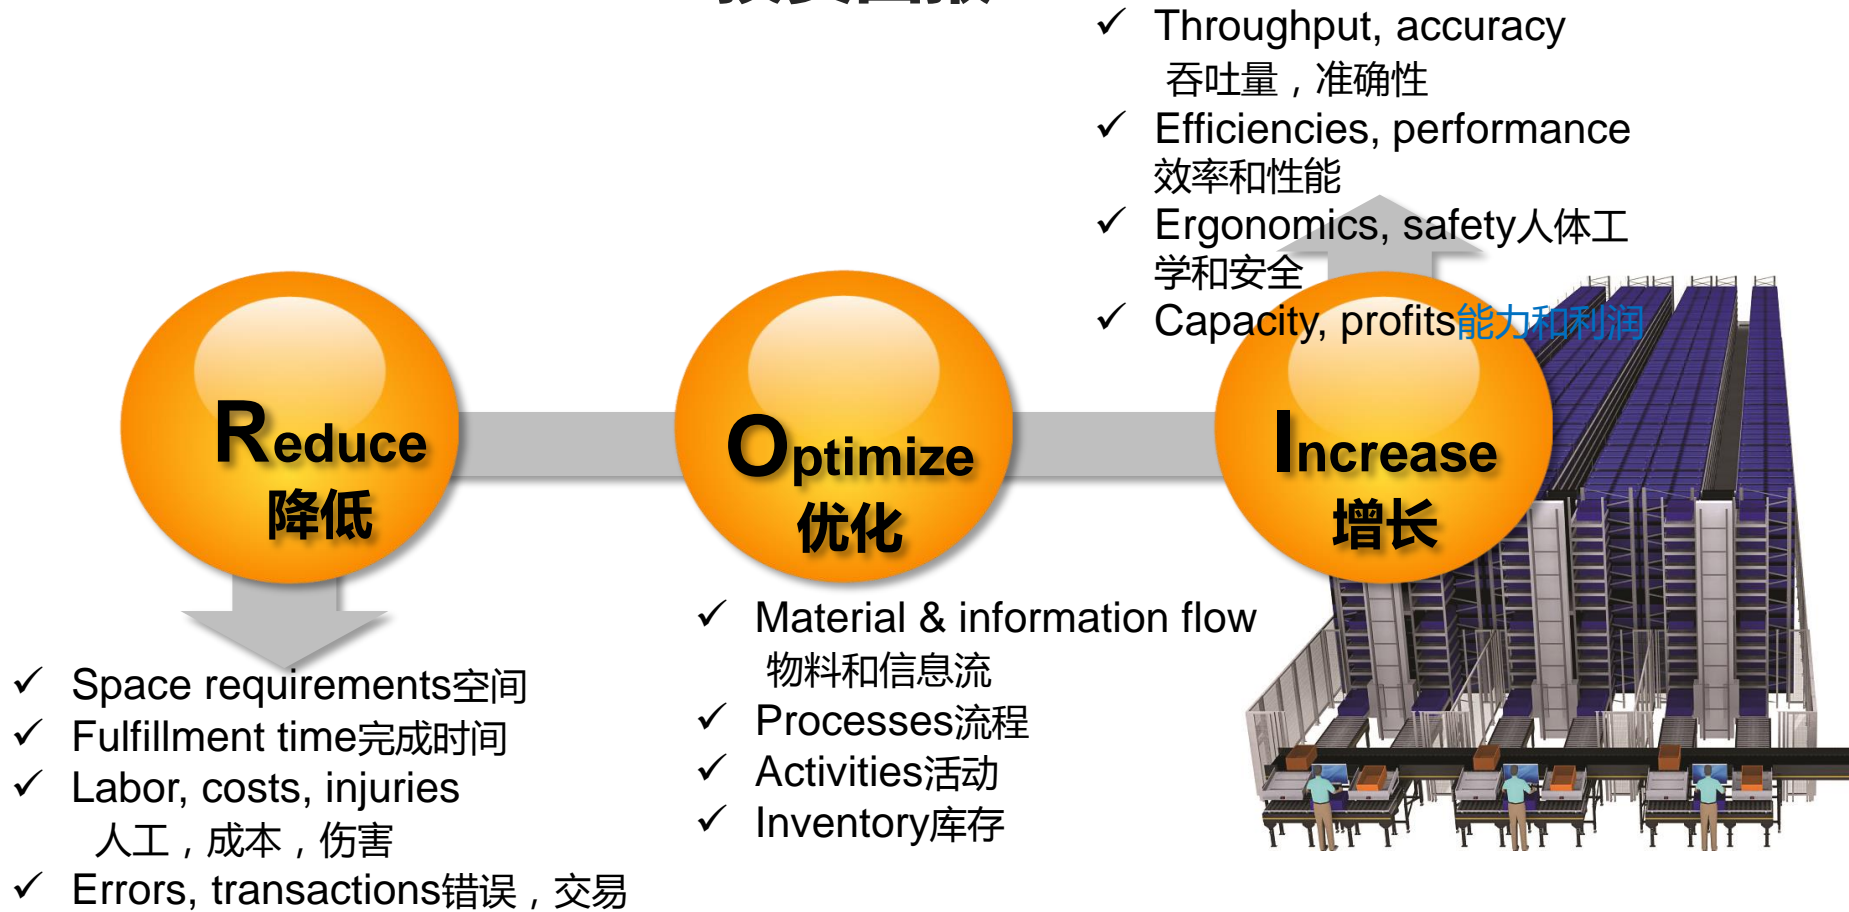 Throughput, accuracy
吞吐量，准确性
Efficiencies, performance
效率和性能
Ergonomics, safety人体工
学和安全
Capacity, profits能力和利润
Reduce
降低
Optimize
优化
Increase
增长
Space requirements空间
Fulfillment time完成时间
Labor, costs, injuries
人工，成本，伤害
Errors, transactions错误，交易
Material & information flow
物料和信息流
Processes流程
Activities活动
Inventory库存